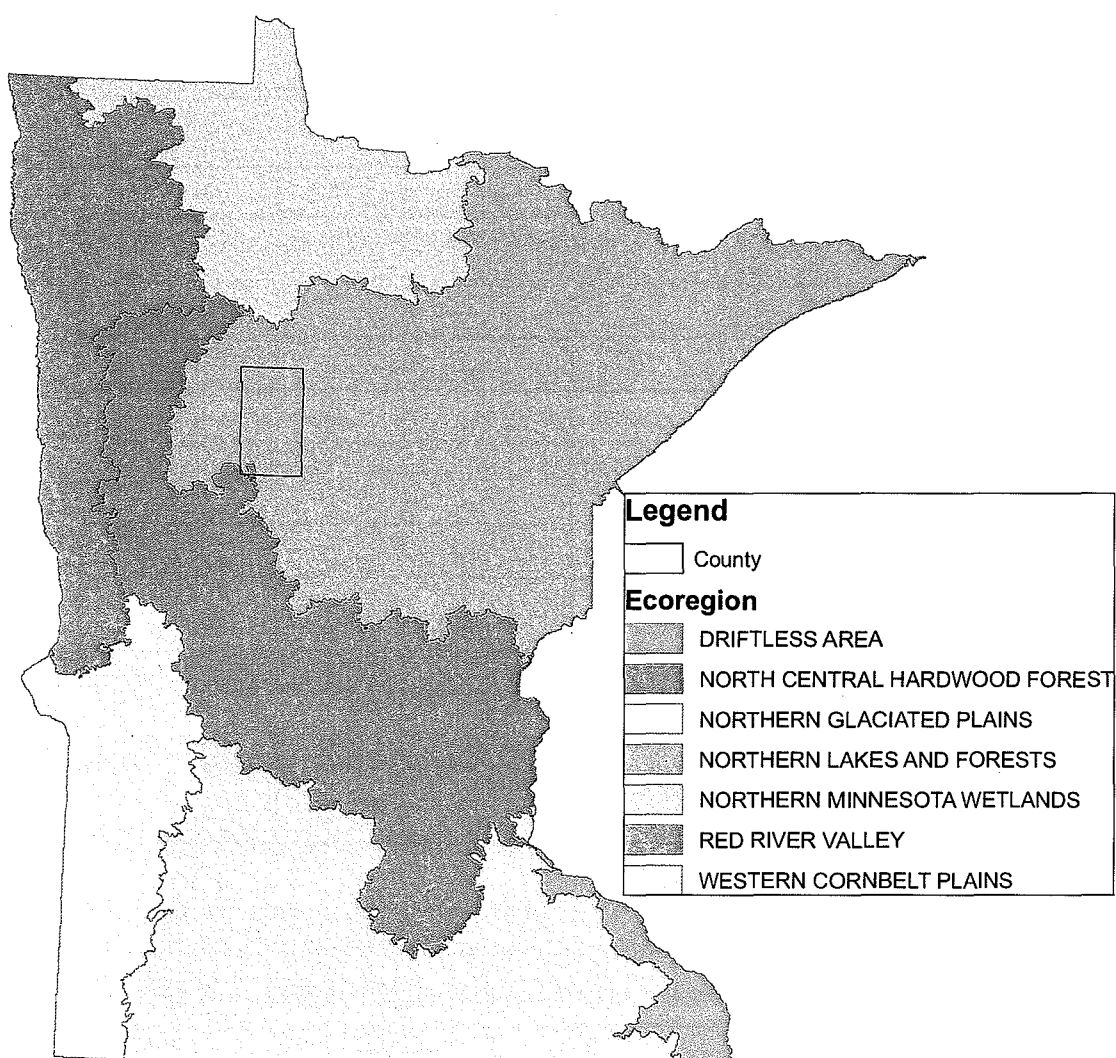 Legend
County
Ecoregion
DRIFTLESS AREA
NORTH CENTRAL HARDWOOD FOREST
NORTHERN GLACIATED PLAINS
NORTHERN LAKES AND FORESTS
NORTHERN MINNESOTA WETLANDS
RED RIVER VALLEY
WESTERN CORNBELT PLAINS